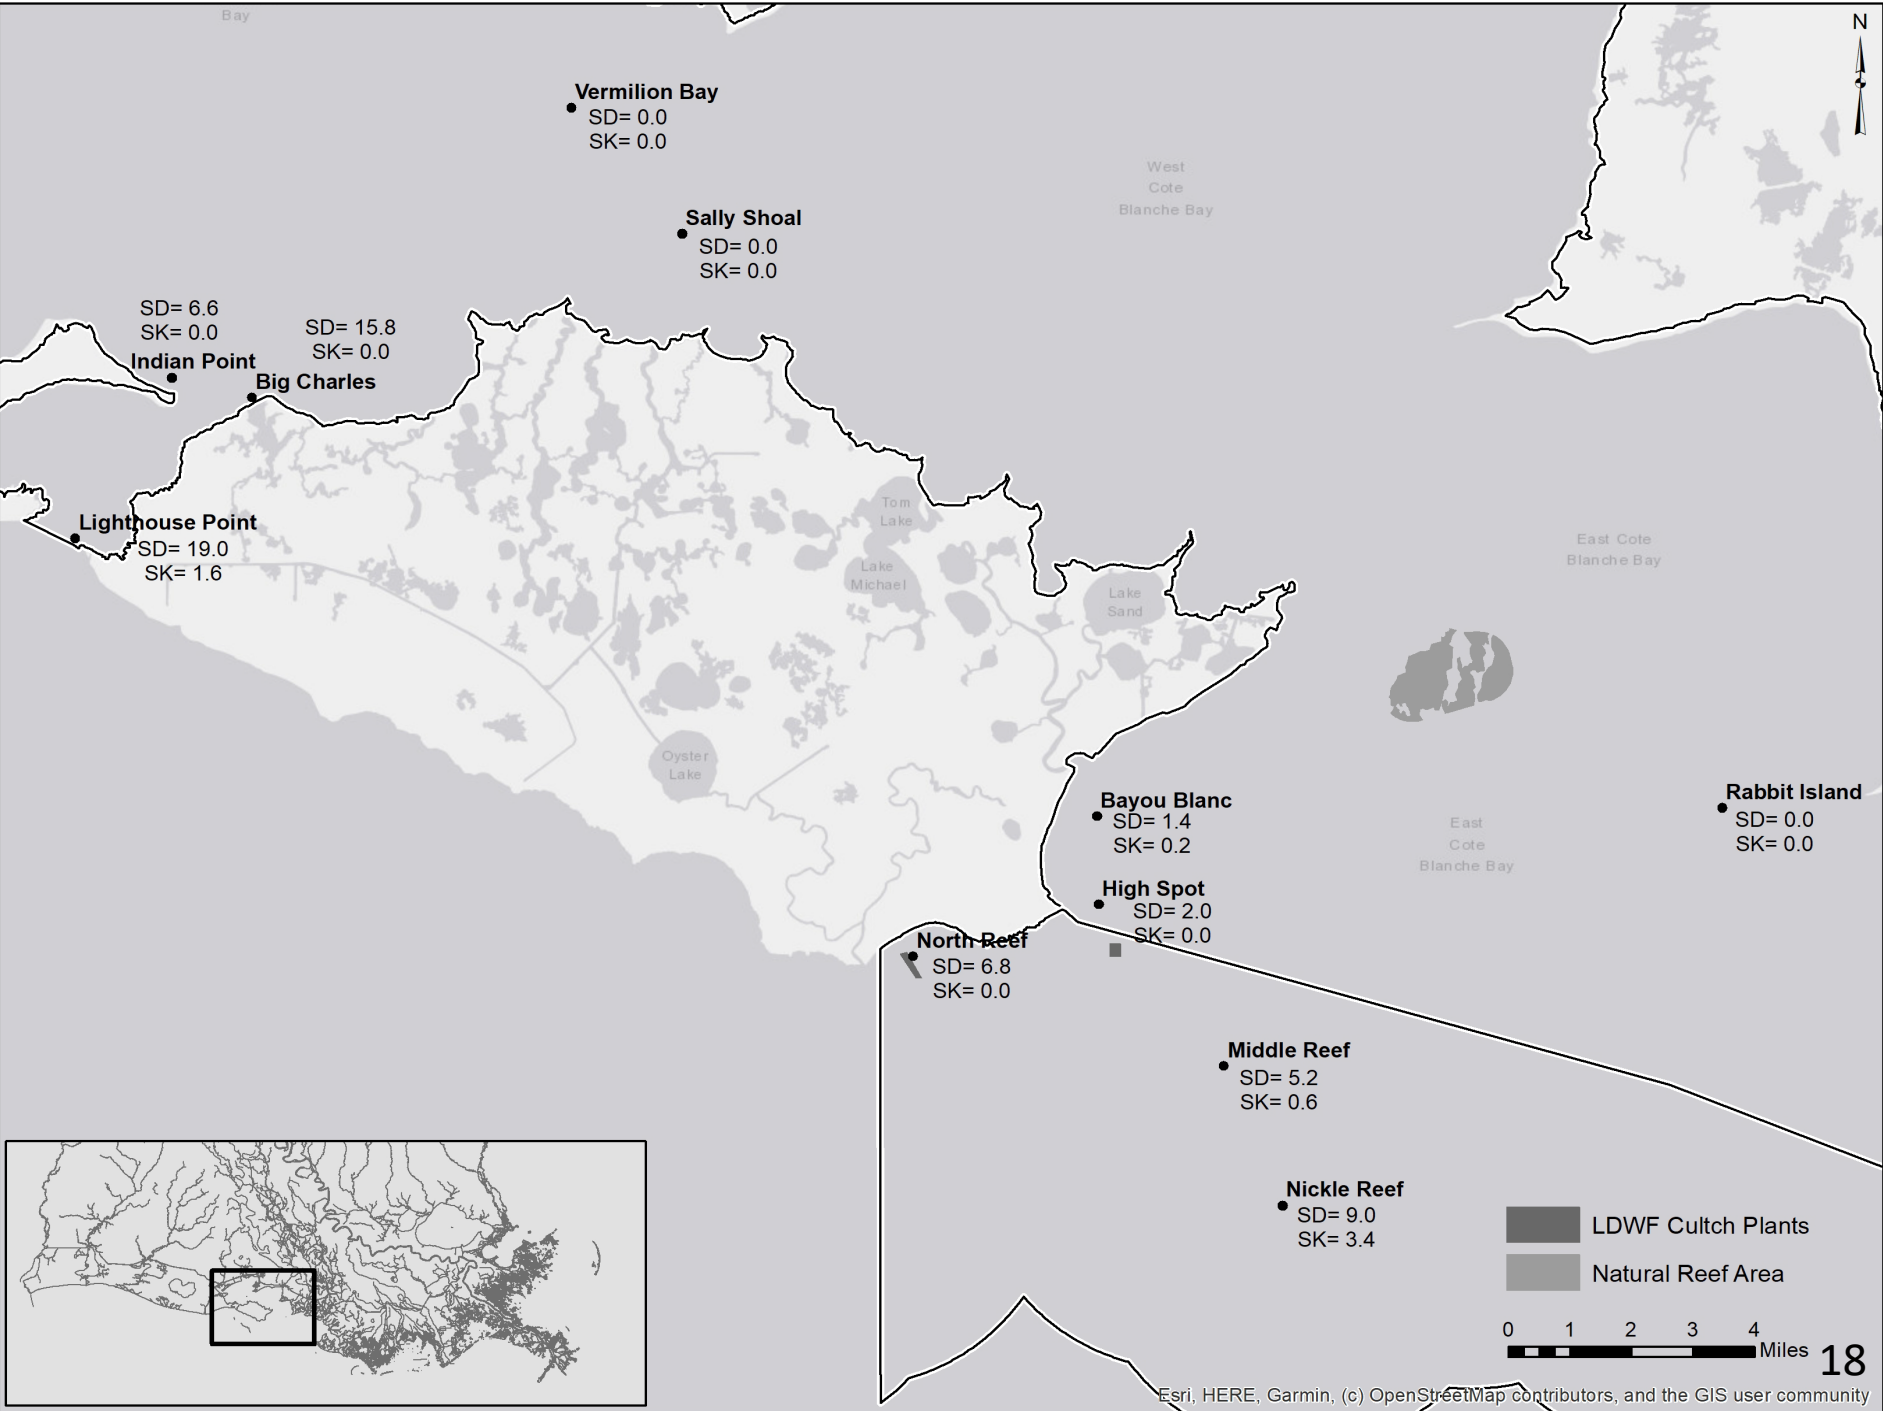 Bay
N
Vermilion Bay
SD= 0.0
SK= 0.0
West
Cote
Blanche Bay
Sally Shoal
SD= 0.0
SK= 0.0
SD= 6.6
SK= 0.0
Indian Point
SD= 15.8
SK= 0.0
Big Charles
Lighthouse Point
SD= 19.0
SK= 1.6
Tom
Lake
Lake
Michael
Lake
Sand
East Cote
Blanche Bay
Oyster
Lake
Bayou Blanc
SD= 1.4
SK= 0.2
Rabbit Island
SD= 0.0
SK= 0.0
East
Cote
Blanche Bay
High Spot
SD= 2.0
SK= 0.0
North Reef
SD= 6.8
SK= 0.0
Middle Reef
SD= 5.2
SK= 0.6
Nickle Reef
SD= 9.0
SK= 3.4
LDWF Cultch Plants
Natural Reef Area
0 1 2 3 4
Miles
18
Esri, HERE, Garmin, (c) OpenStreetMap contributors, and the GIS user community